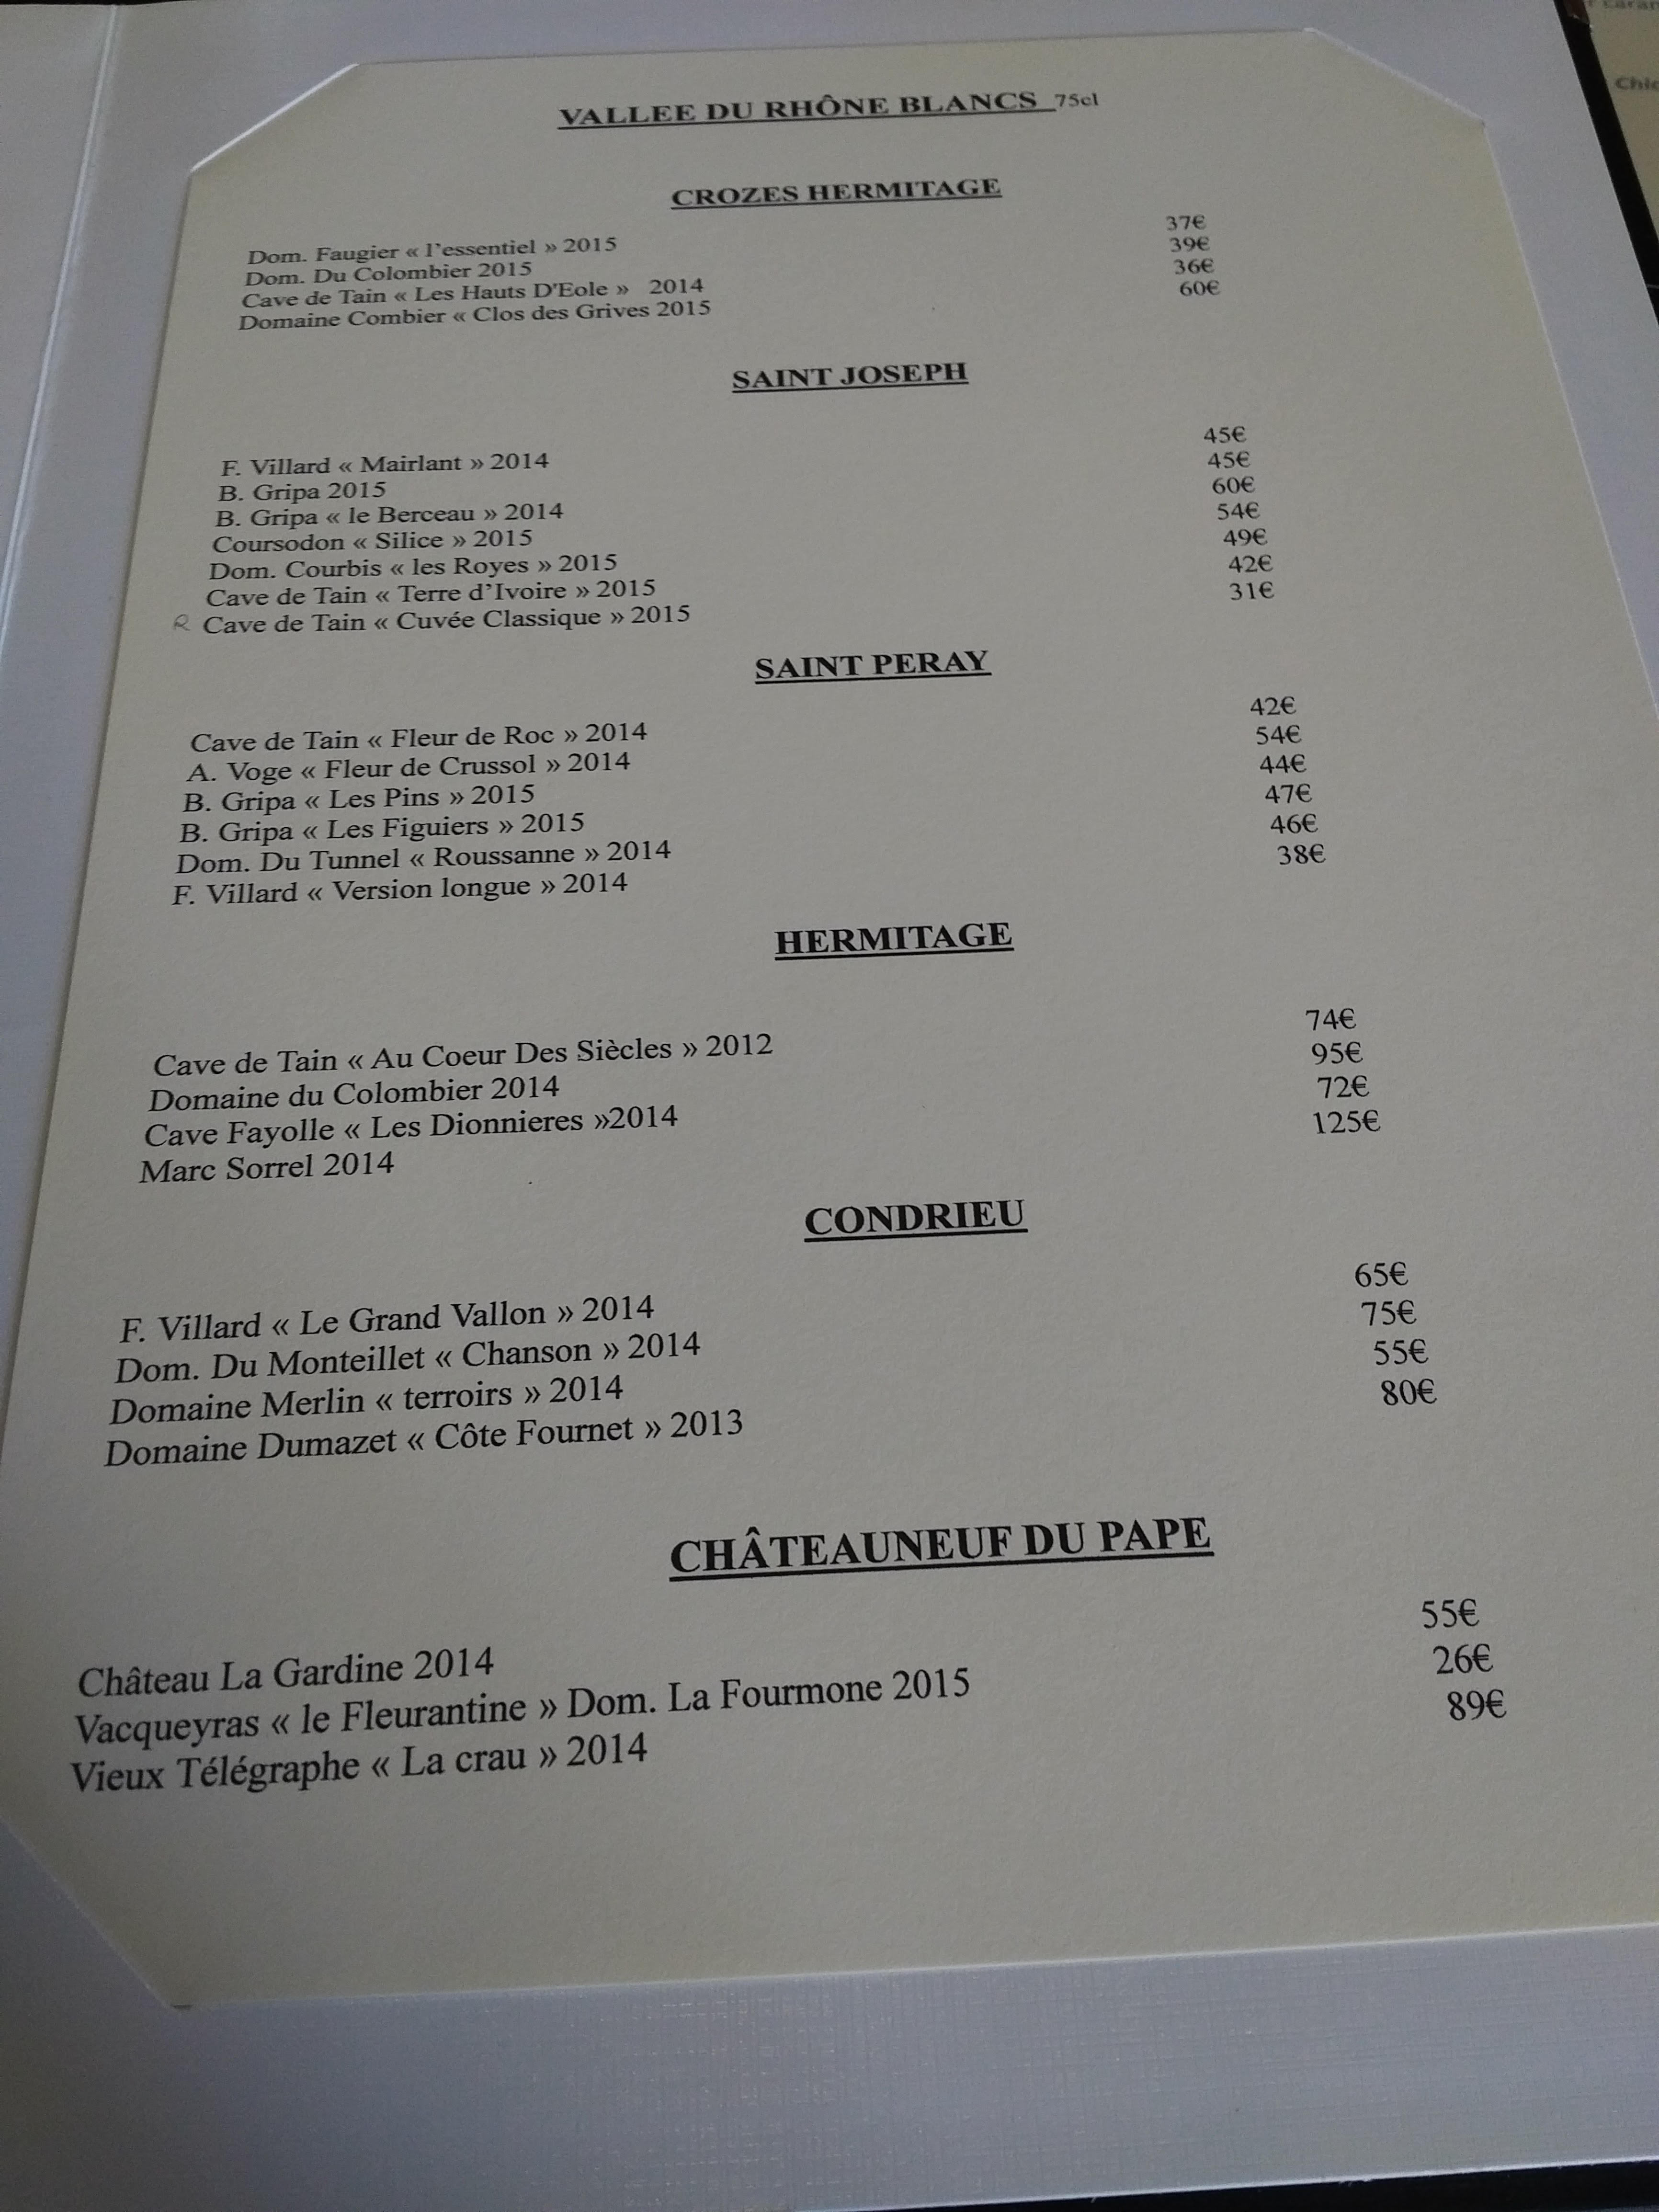 VALLEE DU RHÔNE BLANCS 75cl
CROZES HERMITAGE
Dom. Faugier « l'essentiel » 2015 37€
Dom. Du Colombier 2015 39€
Cave de Tain « Les Hauts D'Eole » 2014 36€
Domaine Combier « Clos des Grives 2015 60€
SAINT JOSEPH
F. Villard « Mairlant » 2014 45€
B. Gripa 2015 45€
B. Gripa « le Berceau » 2014 60€
Coursodon « Silice » 2015 54€
Dom. Courbis « les Royes » 2015 49€
Cave de Tain « Terre d'Ivoire » 2015 42€
R Cave de Tain « Cuvée Classique » 2015 31€
SAINT PERAY
Cave de Tain « Fleur de Roc » 2014 42€
A. Voge « Fleur de Crussol » 2014 54€
B. Gripa « Les Pins » 2015 44€
B. Gripa « Les Figuiers » 2015 47€
Dom. Du Tunnel « Roussanne » 2014 46€
F. Villard « Version longue » 2014 38€
HERMITAGE
Cave de Tain « Au Coeur Des Siècles » 2012 74€
Domaine du Colombier 2014 95€
Cave Fayolle « Les Dionnieres »2014 72€
Marc Sorrel 2014 125€
CONDRIEU
F. Villard « Le Grand Vallon » 2014 65€
Dom. Du Monteillet « Chanson » 2014 75€
Domaine Merlin « terroirs » 2014 55€
Domaine Dumazet « Côte Fournet » 2013 80€
CHÂTEAUNEUF DU PAPE
Château La Gardine 2014 55€
Vacqueyras « le Fleurantine » Dom. La Fourmone 2015 26€
Vieux Télégraphe « La crau » 2014 89€